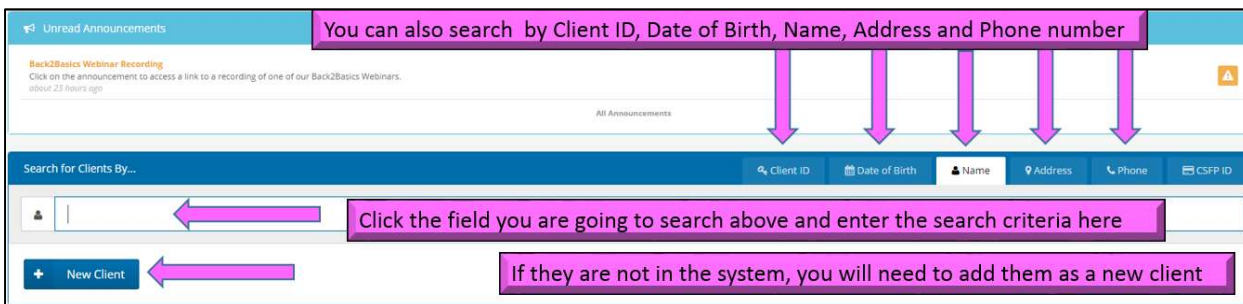 Unread Announcements
You can also search by Client ID, Date of Birth, Name, Address and Phone number
Back2Basics Webinar Recording
Click on the announcement to access a link to a recording of one of our Back2Basics Webinars.
about 23 hours ago
All Announcements
Search for Clients By...
Client ID
Date of Birth
Name
Address
Phone
CSFP ID
Click the field you are going to search above and enter the search criteria here
New Client
If they are not in the system, you will need to add them as a new client